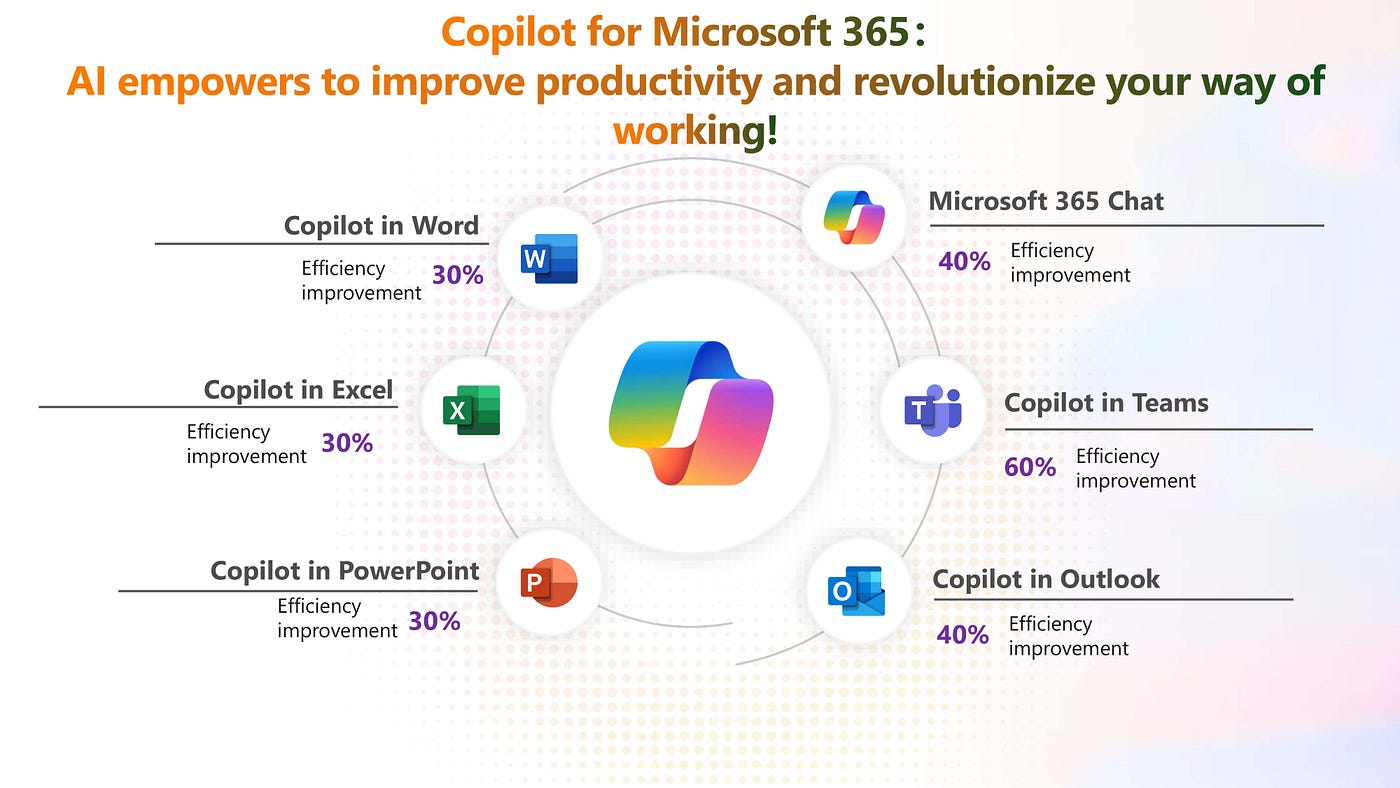 Copilot for Microsoft 365:
AI empowers to improve productivity and revolutionize your way of
working!
Copilot in Word
Efficiency
improvement 30%
W
Microsoft 365 Chat
40% Efficiency
improvement
Copilot in Excel
Efficiency
improvement 30%
X
T
Copilot in Teams
60% Efficiency
improvement
Copilot in PowerPoint
Efficiency
improvement 30%
P
O
Copilot in Outlook
40% Efficiency
improvement